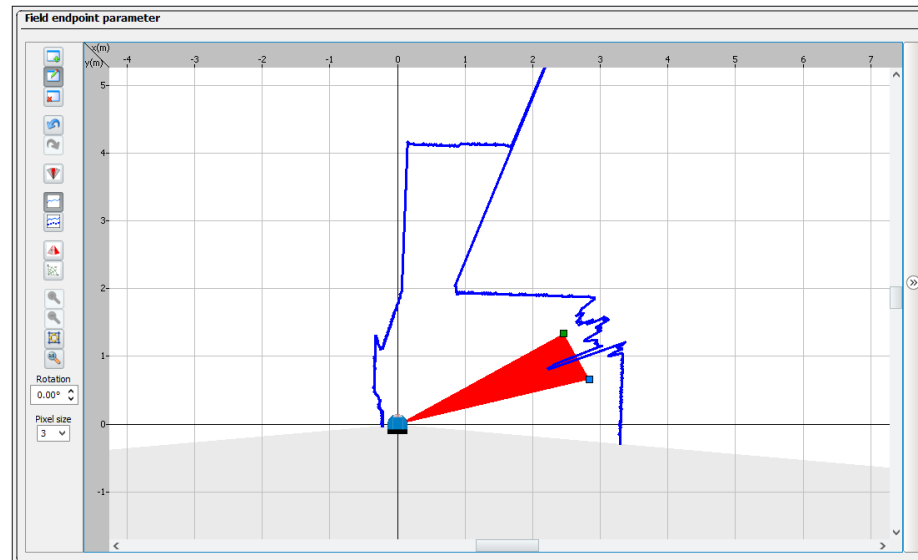 Field endpoint parameter
x(m)
y(m)
-4 -3 -2 -1 0 1 2 3 4 5 6 7
5
4
3
2
1
0
-1
Rotation
0.00°
Pixel size
3